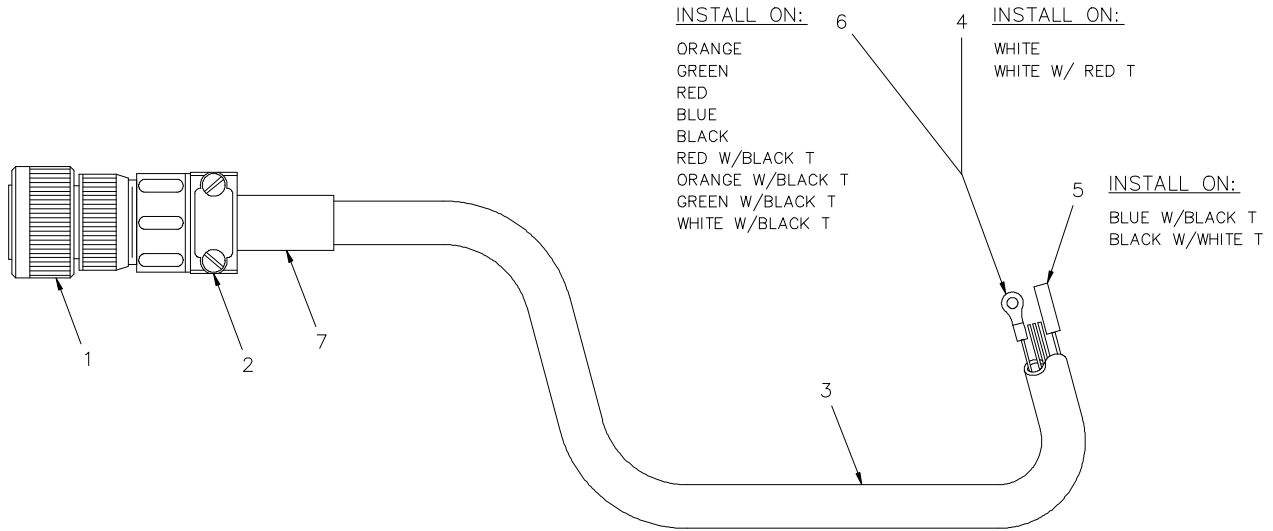 INSTALL ON:
ORANGE
GREEN
RED
BLUE
BLACK
RED W/BLACK T
ORANGE W/BLACK T
GREEN W/BLACK T
WHITE W/BLACK T
6
4
INSTALL ON:
WHITE
WHITE W/ RED T
5
INSTALL ON:
BLUE W/BLACK T
BLACK W/WHITE T
1
2
7
3